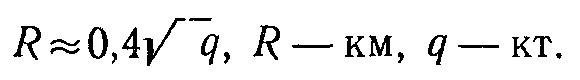 R≈0,4√q, R — км, q — кт.